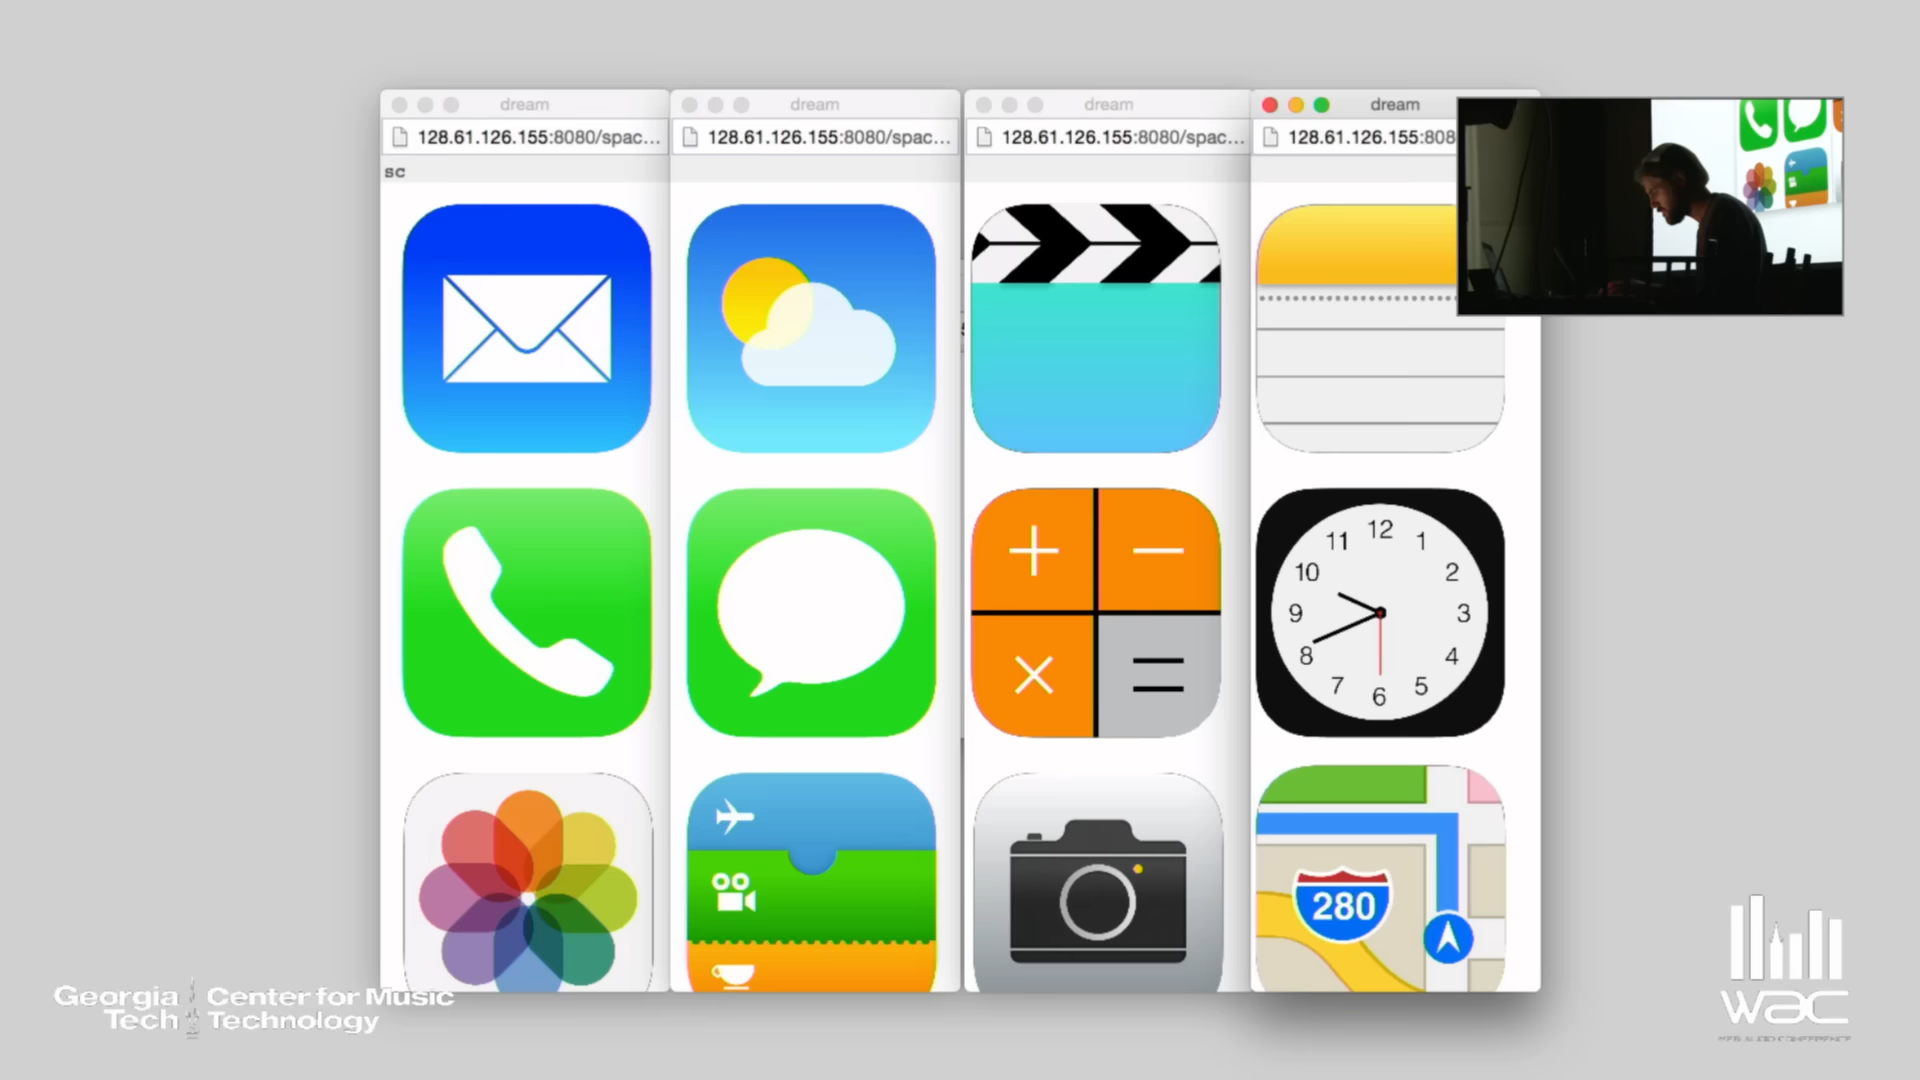 dream
dream
dream
dream
128.61.126.155:8080/spac...
128.61.126.155:8080/spac...
128.61.126.155:8080/spac...
128.61.126.155:808
sc
12
11
1
10
2
9
3
8
4
7
5
6
280
Georgia Tech
Center for Music Technology
wac